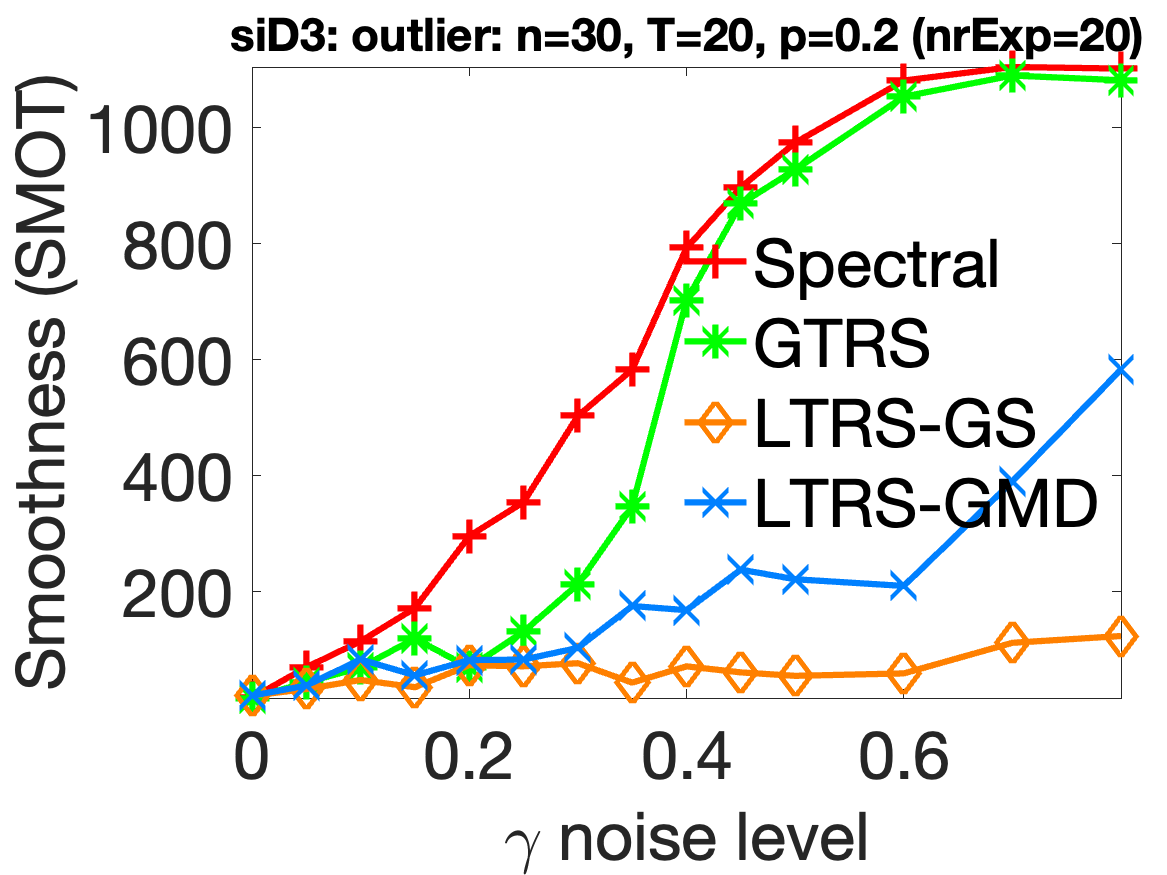 siD3: outlier: n=30, T=20, p=0.2 (nrExp=20)
Smoothness (SMOT)
1000
800
600
400
200
Spectral
GTRS
LTRS-GS
LTRS-GMD
0 0.2 0.4 0.6
γ noise level